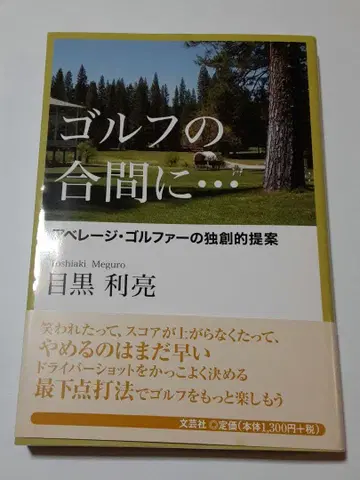 ゴルフの
合間に…
アベレージ・ゴルファーの独創的提案
Toshiaki Meguro
目黒 利亮
笑われたって、スコアが上がらなくたって、
やめるのはまだ早い
ドライバーショットをかっこよく決める
最下点打法でゴルフをもっと楽しもう
文芸社 ◎定価(本体1,300円+税)